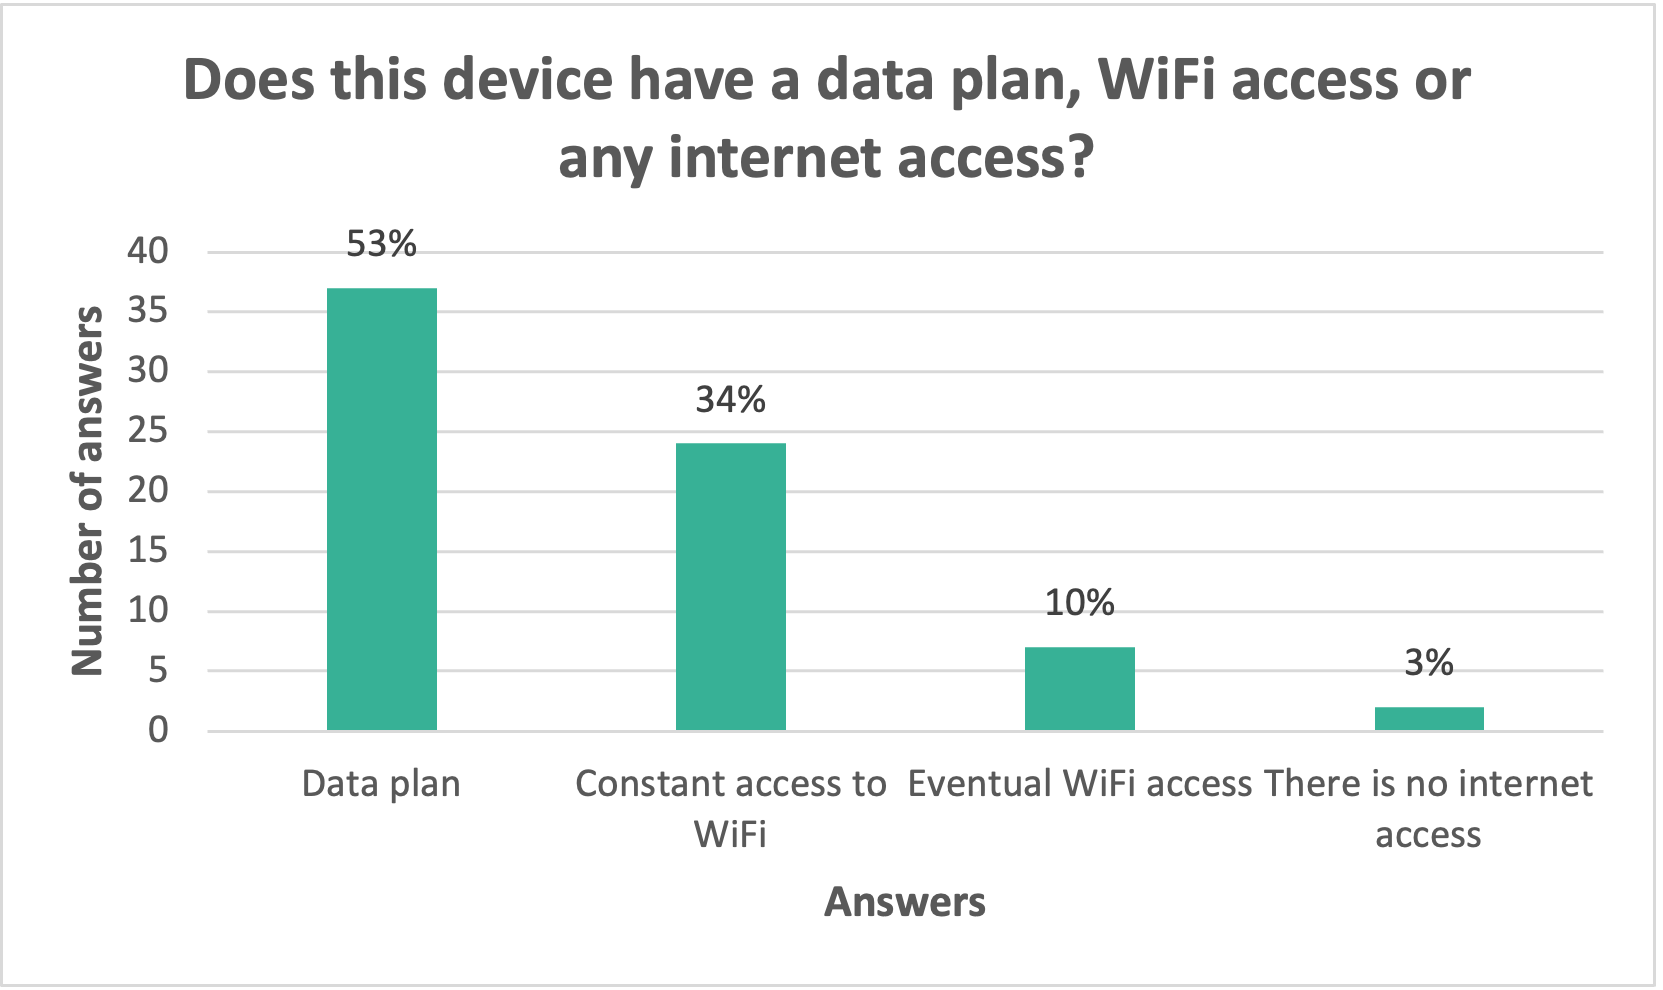 Does this device have a data plan, WiFi access or
any internet access?
53%
34%
10%
3%
40
35
30
25
20
15
10
5
0
Number of answers
Data plan
Constant access to
WiFi
Eventual WiFi access
There is no internet
access
Answers